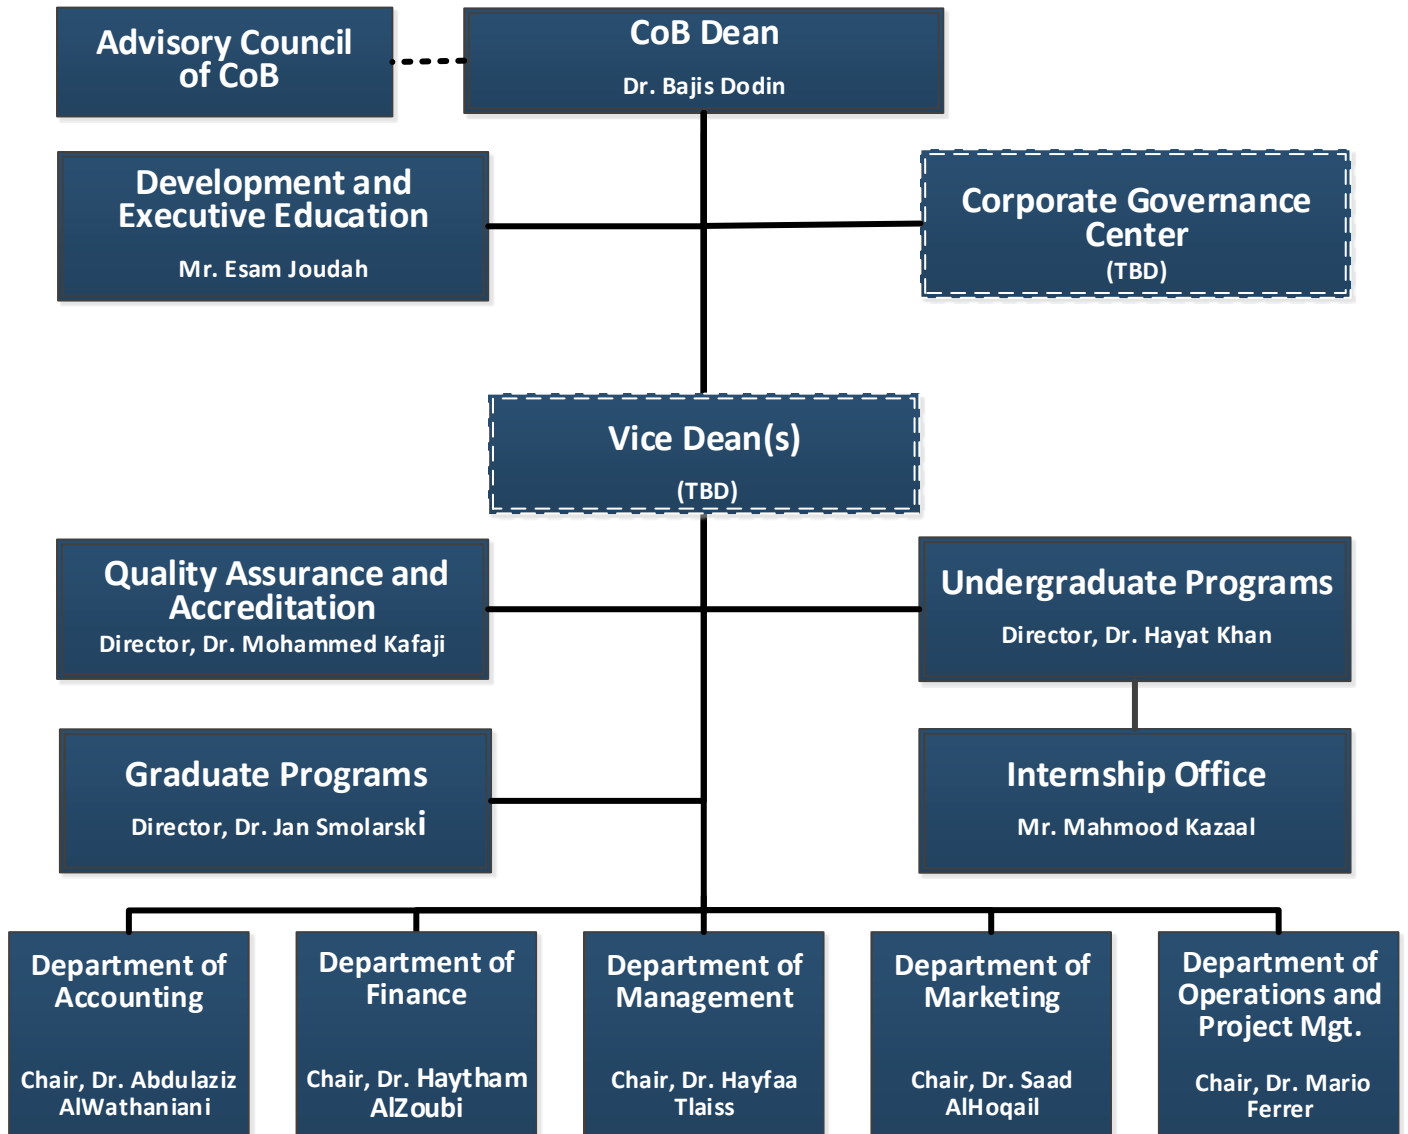 Advisory Council
of CoB
CoB Dean
Dr. Bajis Dodin
Development and
Executive Education
Mr. Esam Joudah
Corporate Governance
Center
(TBD)
Vice Dean(s)
(TBD)
Quality Assurance and
Accreditation
Director, Dr. Mohammed Kafaji
Undergraduate Programs
Director, Dr. Hayat Khan
Graduate Programs
Director, Dr. Jan Smolarski
Internship Office
Mr. Mahmood Kazaal
Department of
Accounting
Chair, Dr. Abdulaziz
AlWathaniani
Department of
Finance
Chair, Dr. Haytham
AlZoubi
Department of
Management
Chair, Dr. Hayfaa
Tlaiss
Department of
Marketing
Chair, Dr. Saad
AlHoqail
Department of
Operations and
Project Mgt.
Chair, Dr. Mario
Ferrer